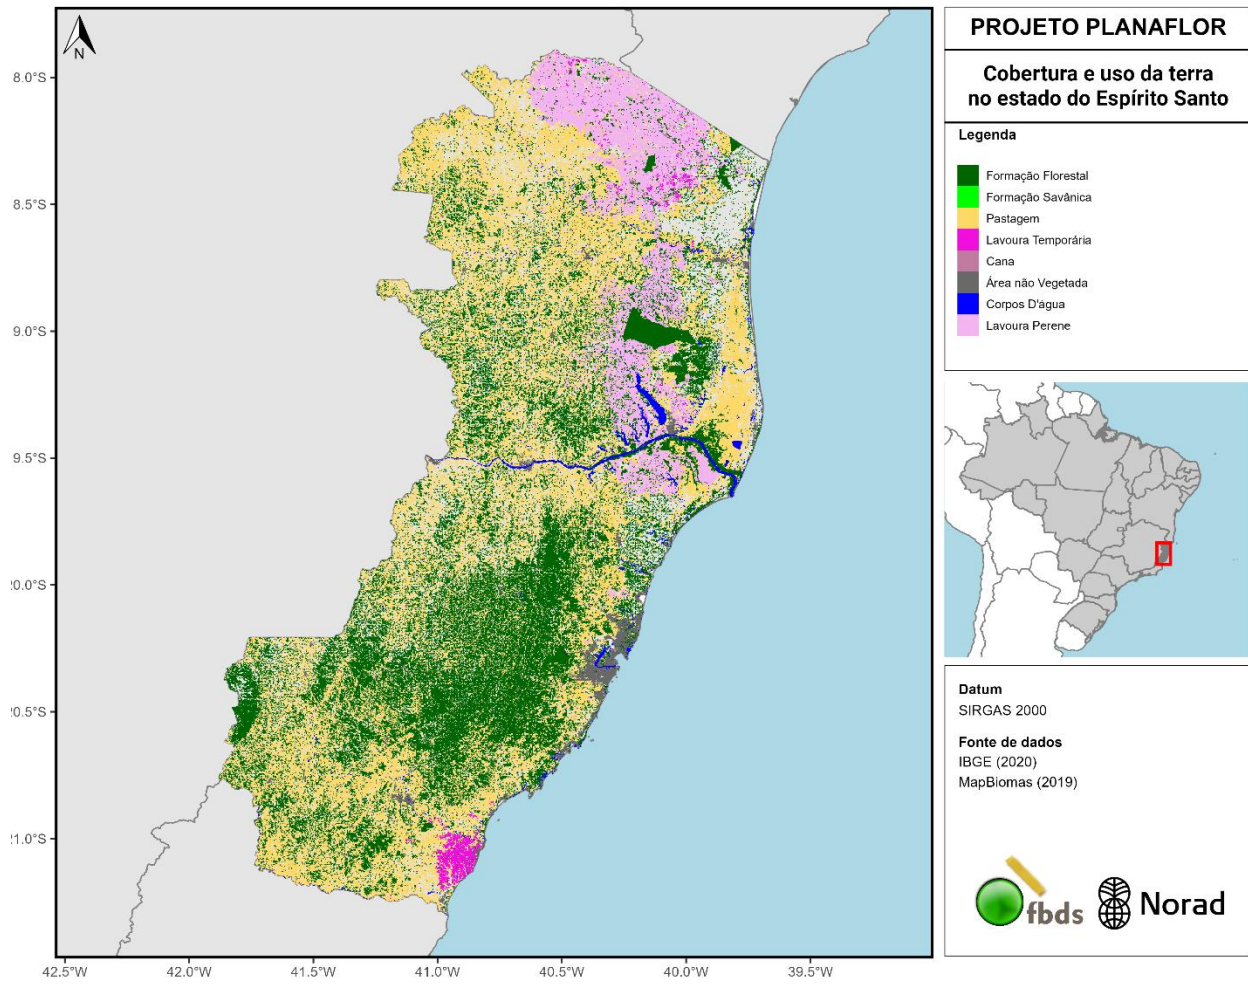 PROJETO PLANAFLOR
Cobertura e uso da terra
no estado do Espírito Santo
Legenda
Formação Florestal
Formação Savânica
Pastagem
Lavoura Temporária
Cana
Área não Vegetada
Corpos D'água
Lavoura Perene
N
8.0°S
8.5°S
9.0°S
9.5°S
20.0°S
20.5°S
21.0°S
42.5°W
42.0°W
41.5°W
41.0°W
40.5°W
40.0°W
39.5°W
Datum
SIRGAS 2000
Fonte de dados
IBGE (2020)
MapBiomas (2019)
fbds
Norad